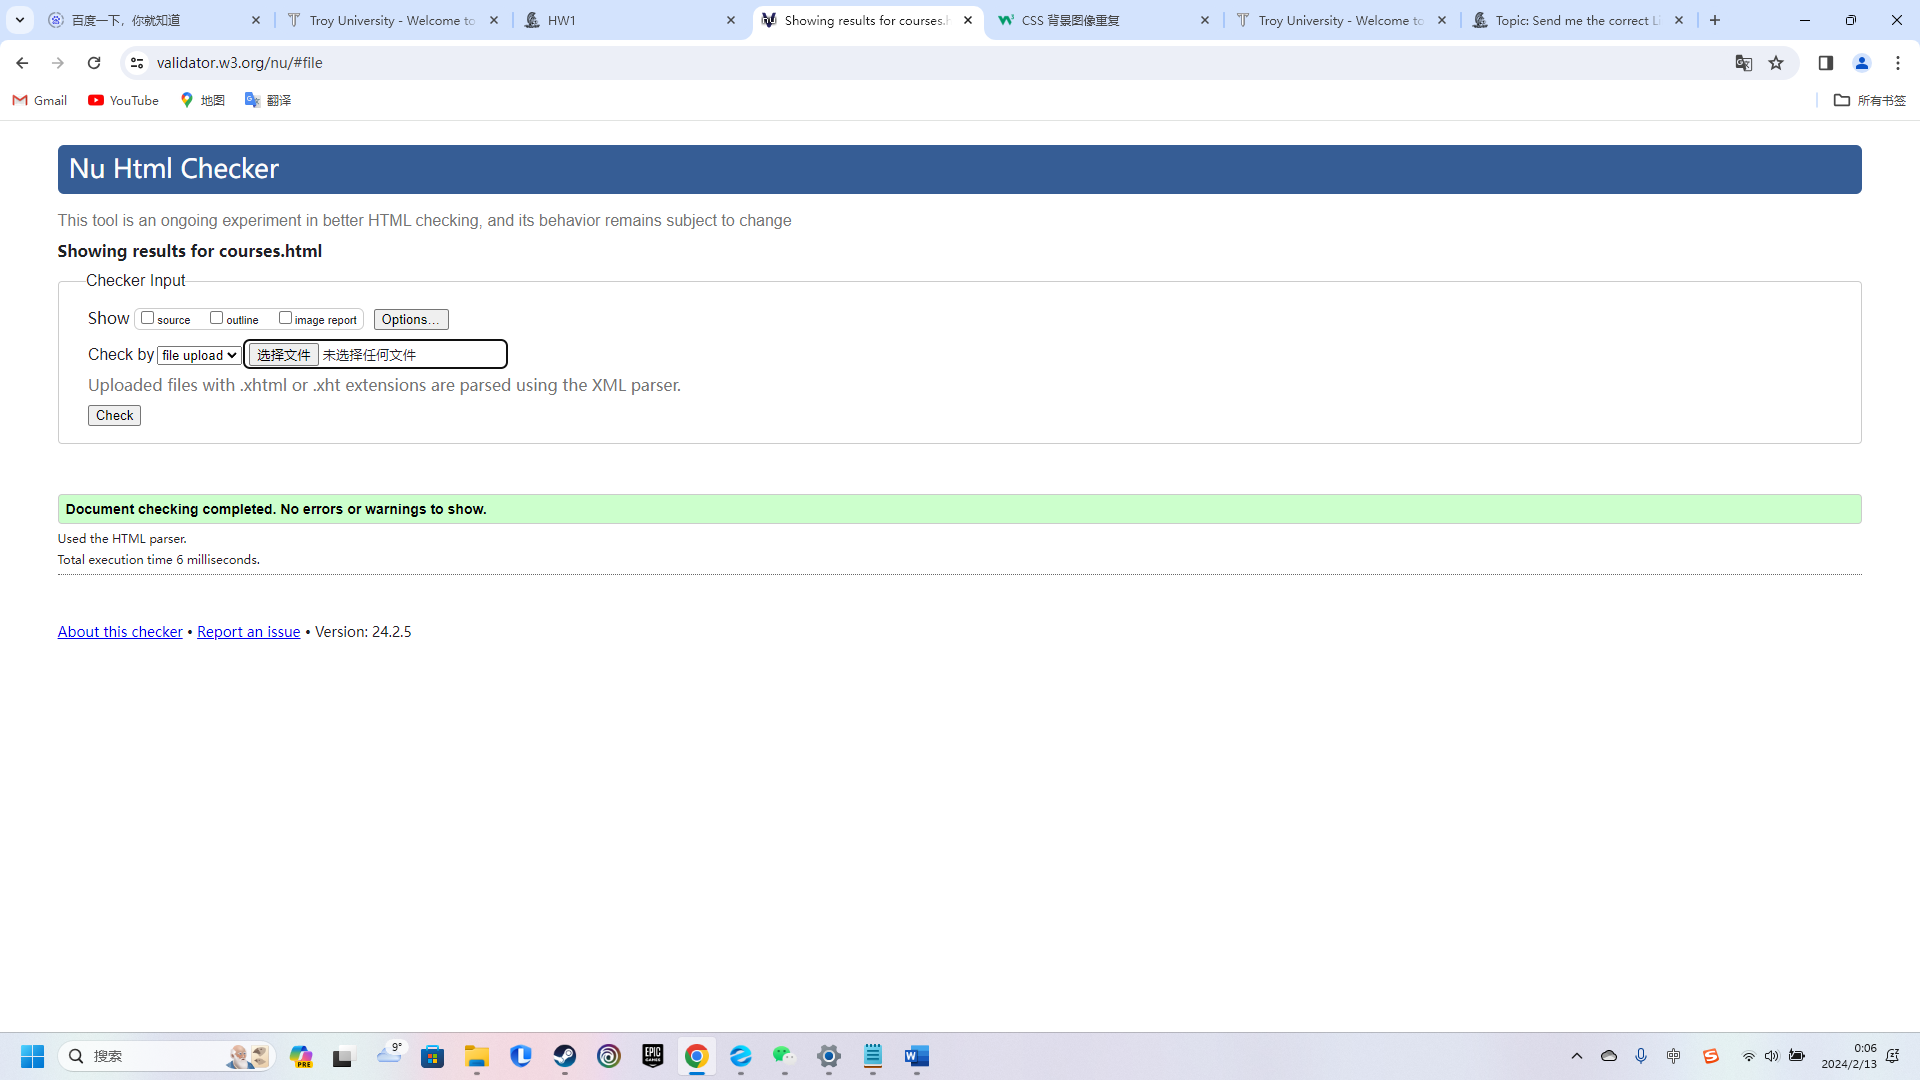 百度一下，你就知道
Troy University - Welcome to
HW1
Showing results for courses.h
CSS 背景图像重复
Troy University - Welcome to
Topic: Send me the correct Li
validator.w3.org/nu/#file
Gmail
YouTube
地图
翻译
所有书签
Nu Html Checker
This tool is an ongoing experiment in better HTML checking, and its behavior remains subject to change
Showing results for courses.html
Checker Input
Show source outline image report Options...
Check by file upload 选择文件 未选择任何文件
Uploaded files with .xhtml or .xht extensions are parsed using the XML parser.
Check
Document checking completed. No errors or warnings to show.
Used the HTML parser.
Total execution time 6 milliseconds.
About this checker • Report an issue • Version: 24.2.5
搜索
PRE
9°
EPIC GAMES
中
0:06
2024/2/13